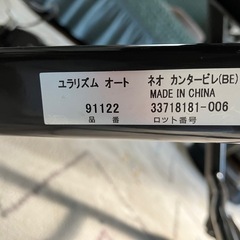 ユラリズム オート ネオ カンタービレ(BE)
MADE IN CHINA
91122 33718181-006
品 番 ロット番号